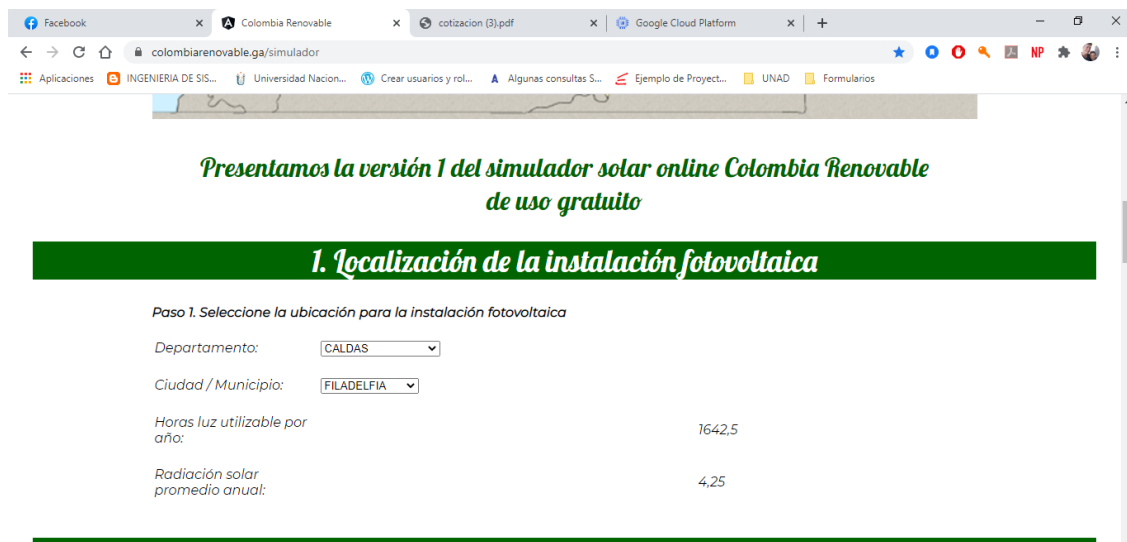 Facebook
Colombia Renovable
cotizacion (3).pdf
Google Cloud Platform
colombiarenovable.ga/simulador
Aplicaciones
INGENIERIA DE SIS...
Universidad Nacion...
Crear usuarios y rol...
Algunas consultas S...
Ejemplo de Proyect...
UNAD
Formularios
NP
Presentamos la versión 1 del simulador solar online Colombia Renovable
de uso gratuito
1. Localización de la instalación fotovoltaica
Paso 1. Seleccione la ubicación para la instalación fotovoltaica
Departamento: CALDAS
Ciudad / Municipio: FILADELFIA
Horas luz utilizable por
año: 1642,5
Radiación solar
promedio anual: 4,25